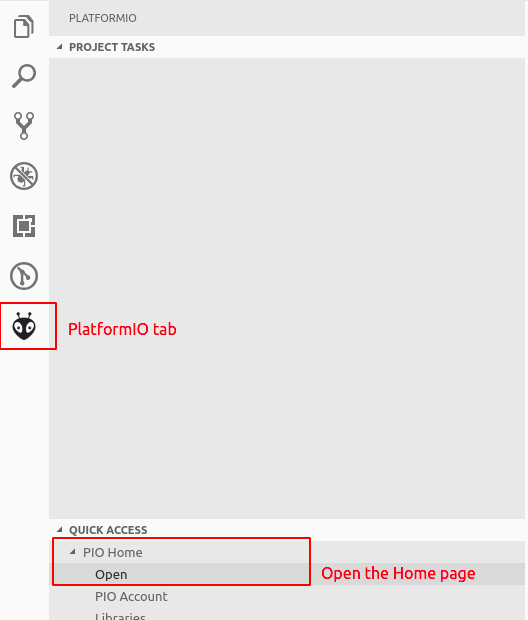 PLATFORMIO
PROJECT TASKS
PlatformIO tab
QUICK ACCESS
PIO Home
Open
Open the Home page
PIO Account
Libraries